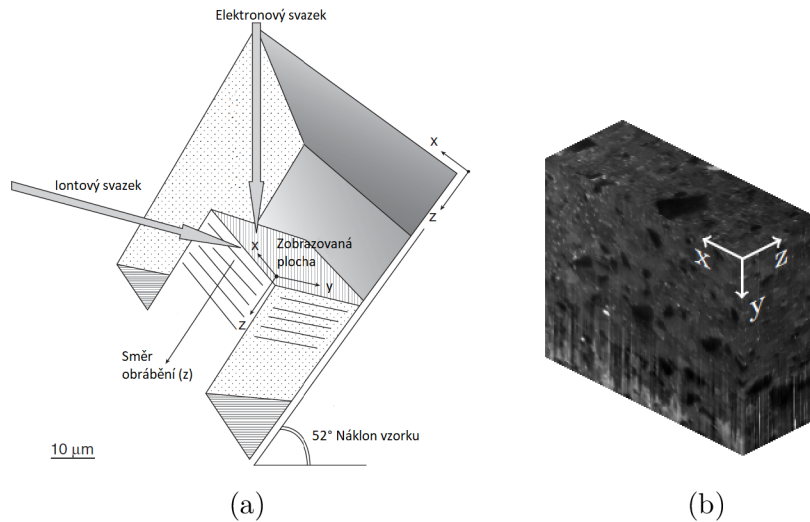 Elektronový svazek
x
z
Iontový svazek
Zobrazovaná
plocha
x
y
z
Směr
obrábění (z)
52° Náklon vzorku
10 μm
x
z
y
(a)
(b)